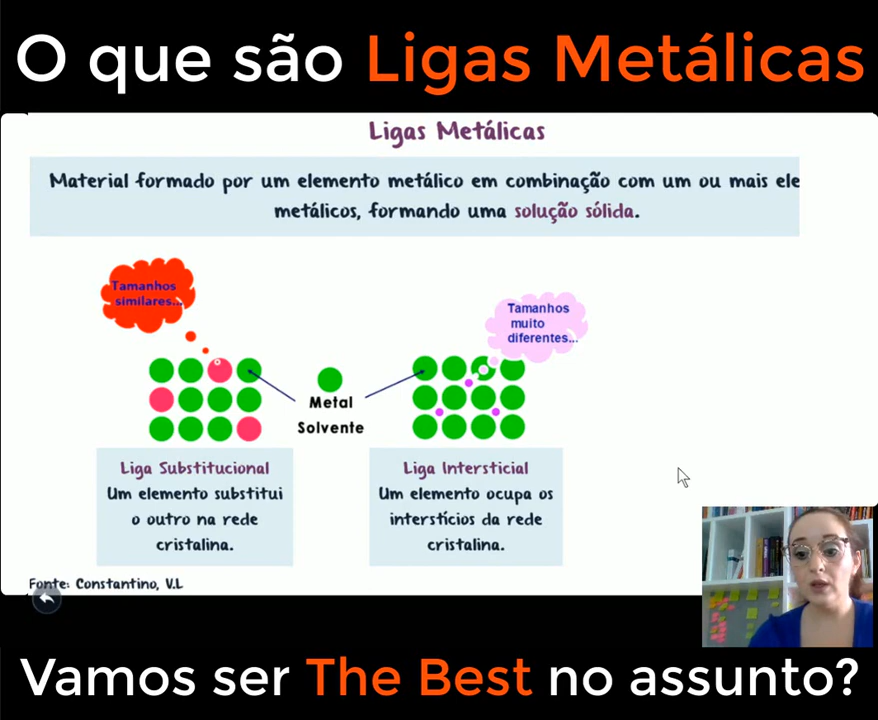 O que são Ligas Metálicas
Ligas Metálicas
Material formado por um elemento metálico em combinação com um ou mais ele
metálicos, formando uma solução sólida.
Tamanhos
similares...
Tamanhos
muito
diferentes...
Metal
Solvente
Liga Substitucional
Um elemento substitui
o outro na rede
cristalina.
Liga Intersticial
Um elemento ocupa os
interstícios da rede
cristalina.
Fonte: Constantino, V.L
Vamos ser The Best no assunto?